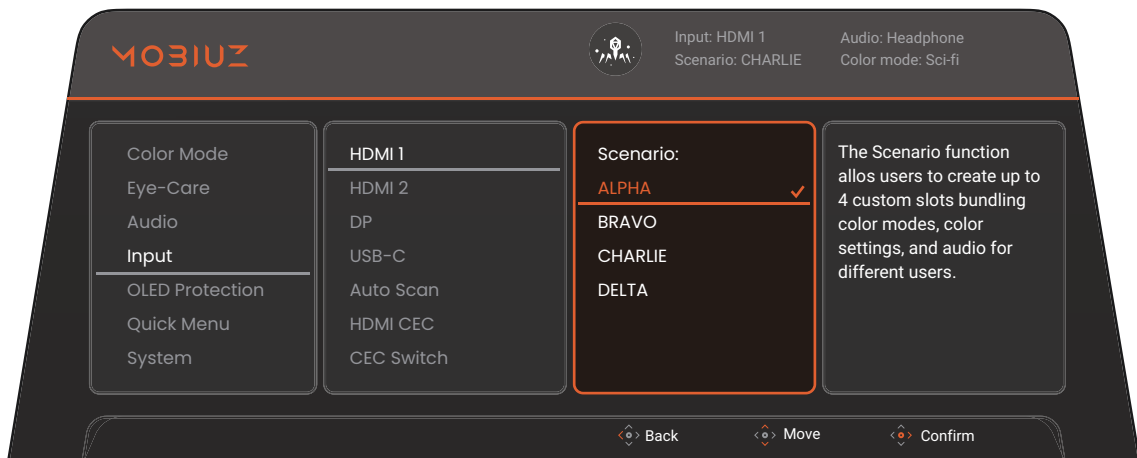 MOBIUZ
Input: HDMI 1
Audio: Headphone
Scenario: CHARLIE
Color mode: Sci-fi
Color Mode
Eye-Care
Audio
Input
OLED Protection
Quick Menu
System
HDMI 1
HDMI 2
DP
USB-C
Auto Scan
HDMI CEC
CEC Switch
Scenario:
ALPHA
BRAVO
CHARLIE
DELTA
The Scenario function
allos users to create up to
4 custom slots bundling
color modes, color
settings, and audio for
different users.
Back
Move
Confirm